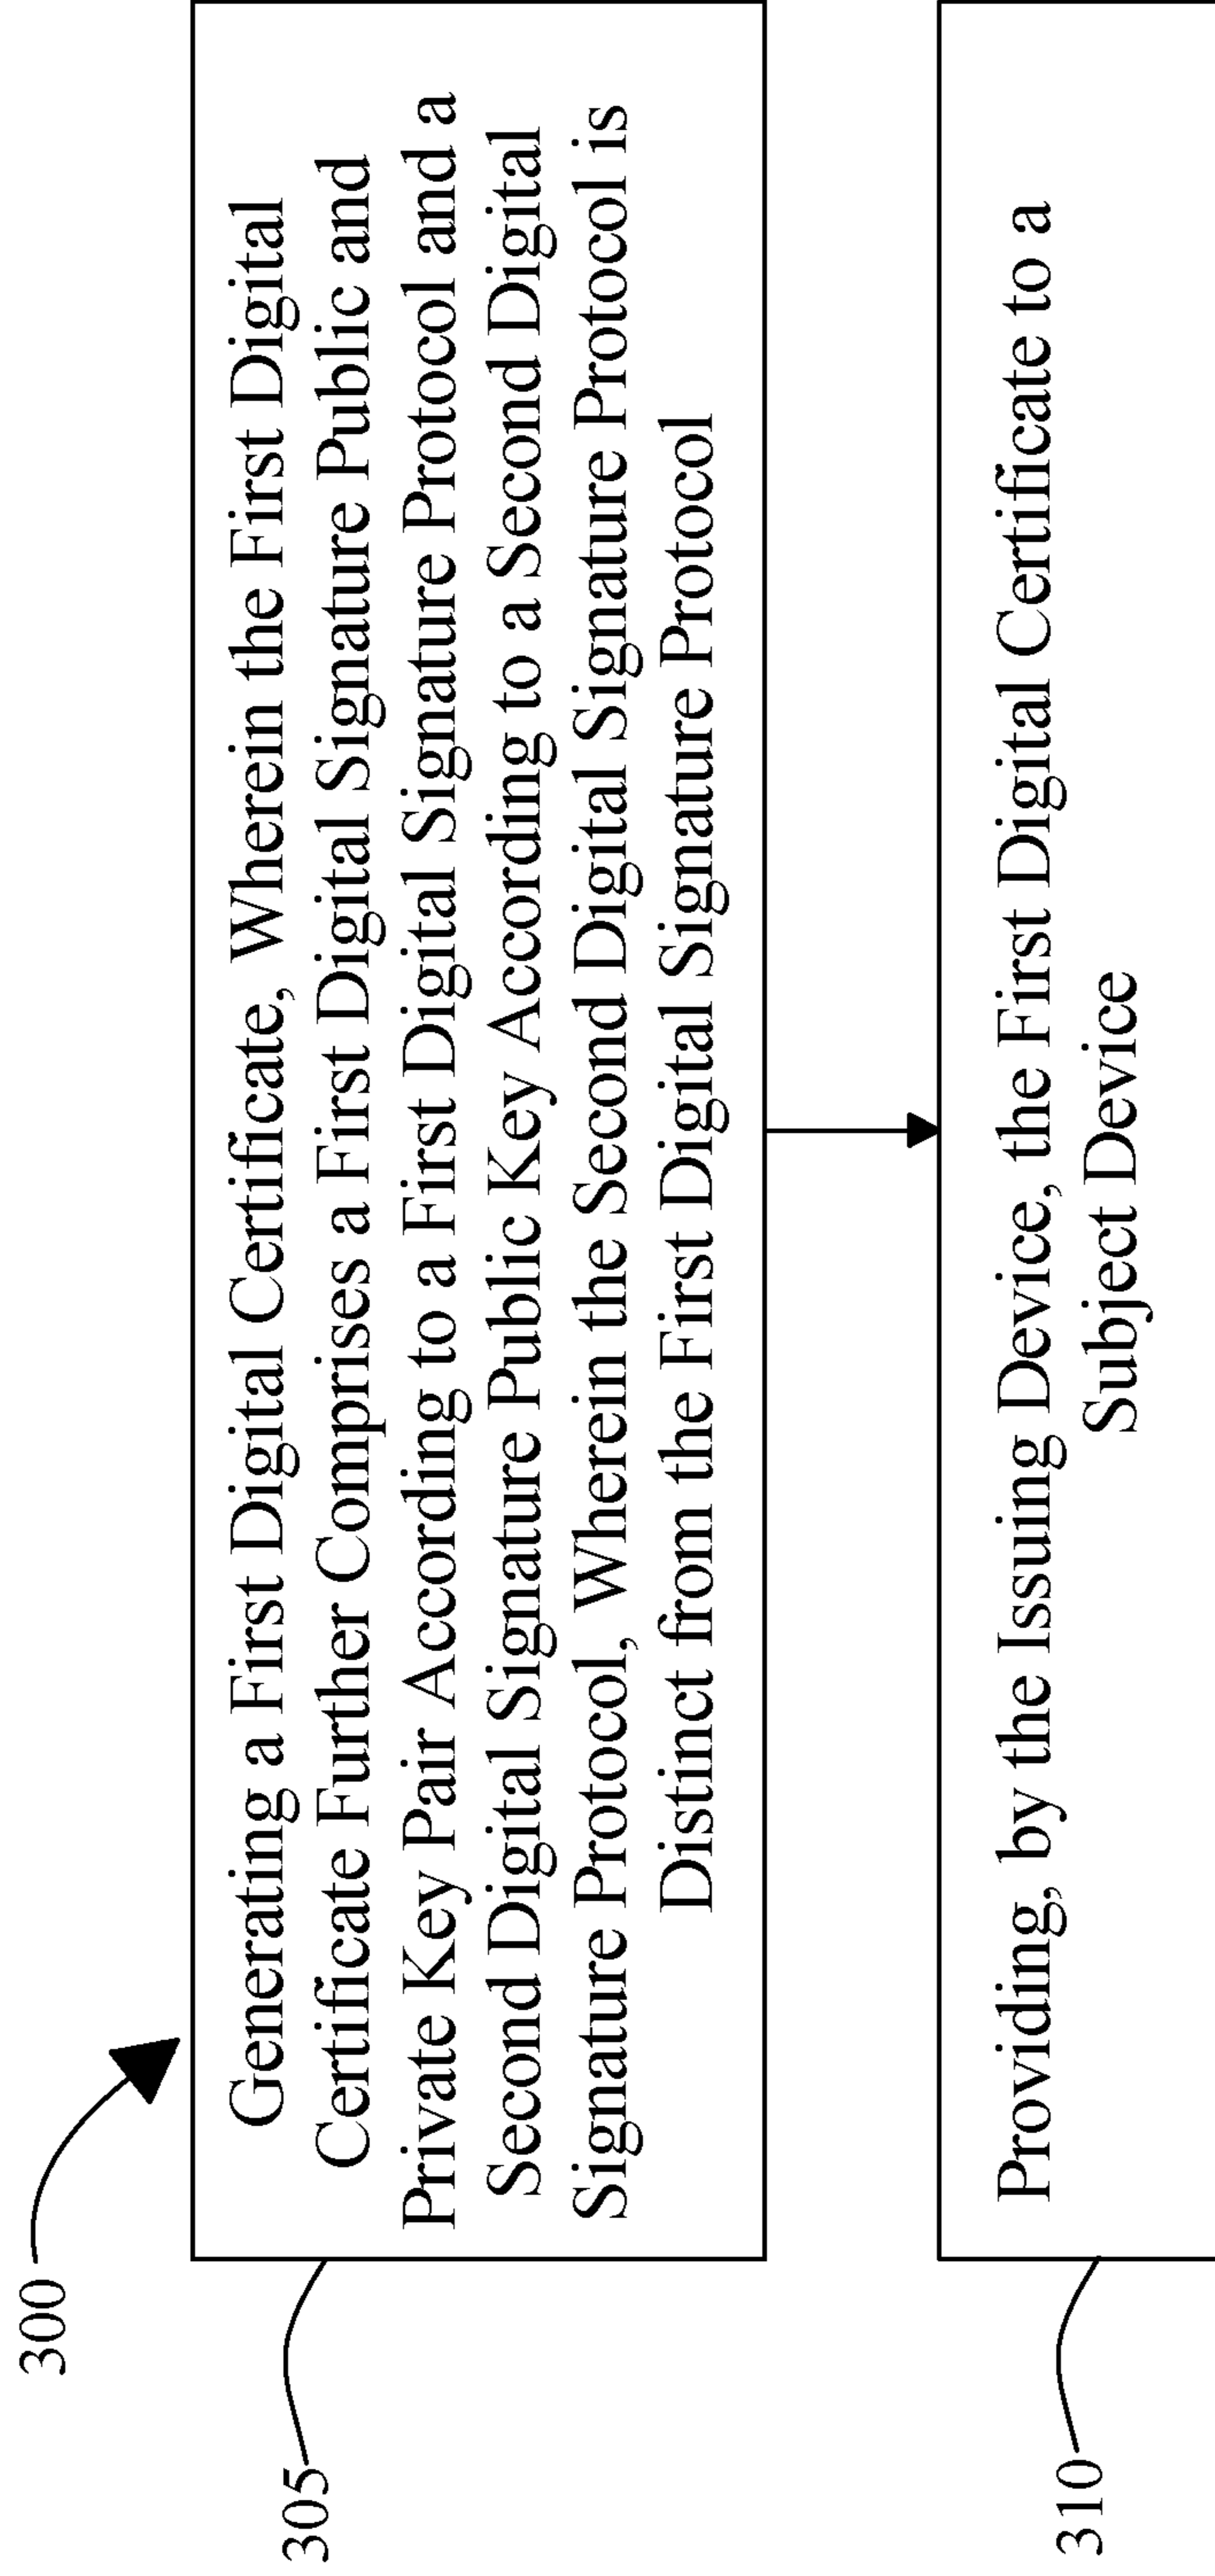 300
305
Generating a First Digital Certificate, Wherein the First Digital
Certificate Further Comprises a First Digital Signature Public and
Private Key Pair According to a First Digital Signature Protocol and a
Second Digital Signature Public Key According to a Second Digital
Signature Protocol, Wherein the Second Digital Signature Protocol is
Distinct from the First Digital Signature Protocol
310
Providing, by the Issuing Device, the First Digital Certificate to a
Subject Device